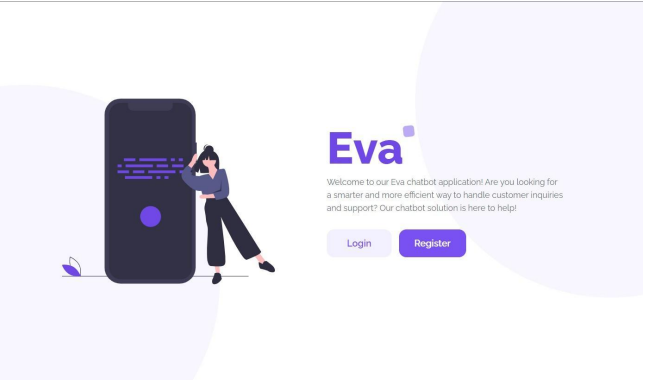 Eva
Welcome to our Eva chatbot application! Are you looking for
a smarter and more efficient way to handle customer inquiries
and support? Our chatbot solution is here to help!
Login
Register